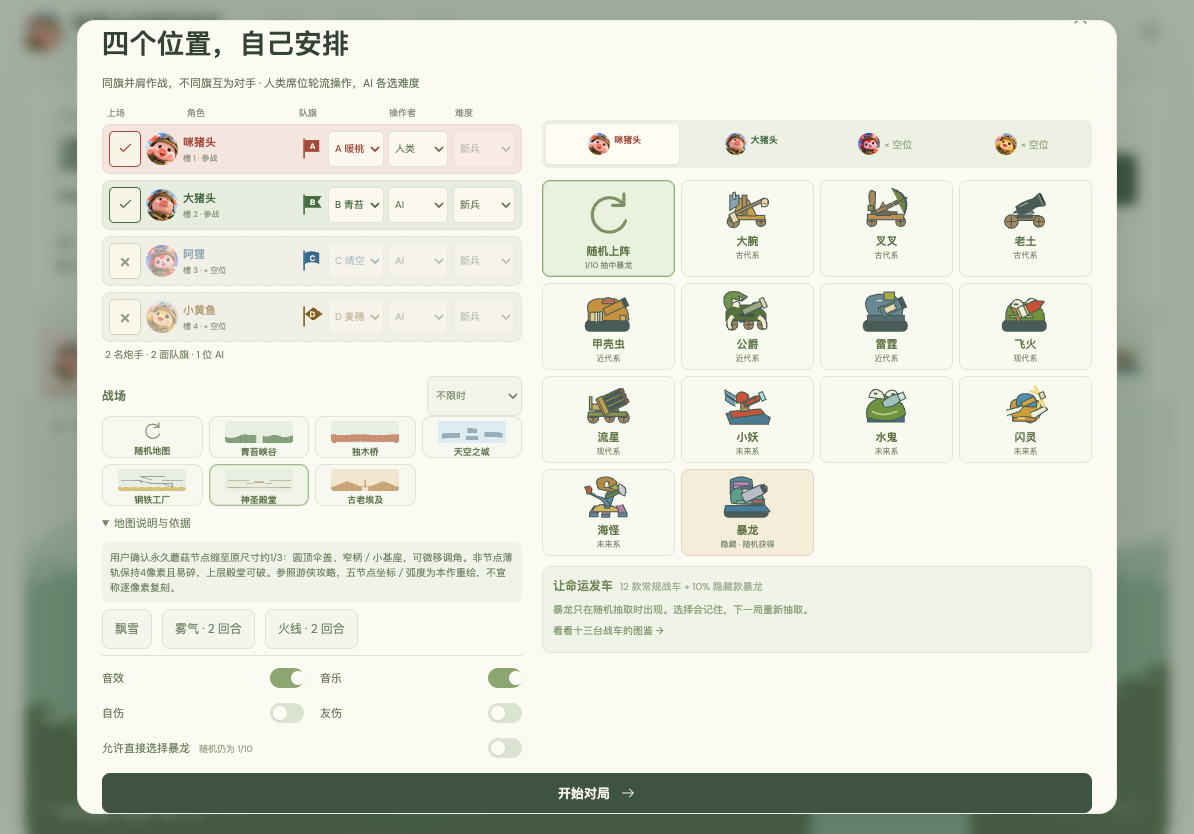 四个位置，自己安排
同旗并肩作战，不同旗互为对手 · 人类席位轮流操作，AI 各选难度
上场 角色 队旗 操作者 难度
咪猪头
槽 1 · 参战
A
A 暖桃
人类
新兵
大猪头
槽 2 · 参战
B
B 青苔
AI
新兵
阿狸
槽 3 · × 空位
C
C 晴空
AI
新兵
小黄鱼
槽 4 · × 空位
D
D 麦穗
AI
新兵
2 名炮手 · 2 面队旗 · 1 位 AI
战场
不限时
随机地图
青苔峡谷
独木桥
天空之城
钢铁工厂
神圣殿堂
古老埃及
▼ 地图说明与依据
用户确认永久蘑菇节点缩至原尺寸约1/3：圆顶伞盖、窄柄 / 小基座，可微移调角。非节点薄
轨保持4像素且易碎，上层殿堂可破。参照游侠攻略，五节点坐标 / 弧度为本作重绘，不宣
称逐像素复刻。
飘雪
雾气 · 2 回合
火线 · 2 回合
音效
音乐
自伤
友伤
允许直接选择暴龙 随机仍为 1/10
咪猪头
大猪头
× 空位
× 空位
随机上阵
1/10 抽中暴龙
大腕
古代系
叉叉
古代系
老土
古代系
甲壳虫
近代系
公爵
近代系
雷霆
近代系
飞火
现代系
流星
现代系
小妖
未来系
水鬼
未来系
闪灵
未来系
海怪
未来系
暴龙
隐藏 · 随机获得
让命运发车 12 款常规战车 + 10% 隐藏款暴龙
暴龙只在随机抽取时出现。选择会记住，下一局重新抽取。
看看十三台战车的图鉴 →
开始对局 →